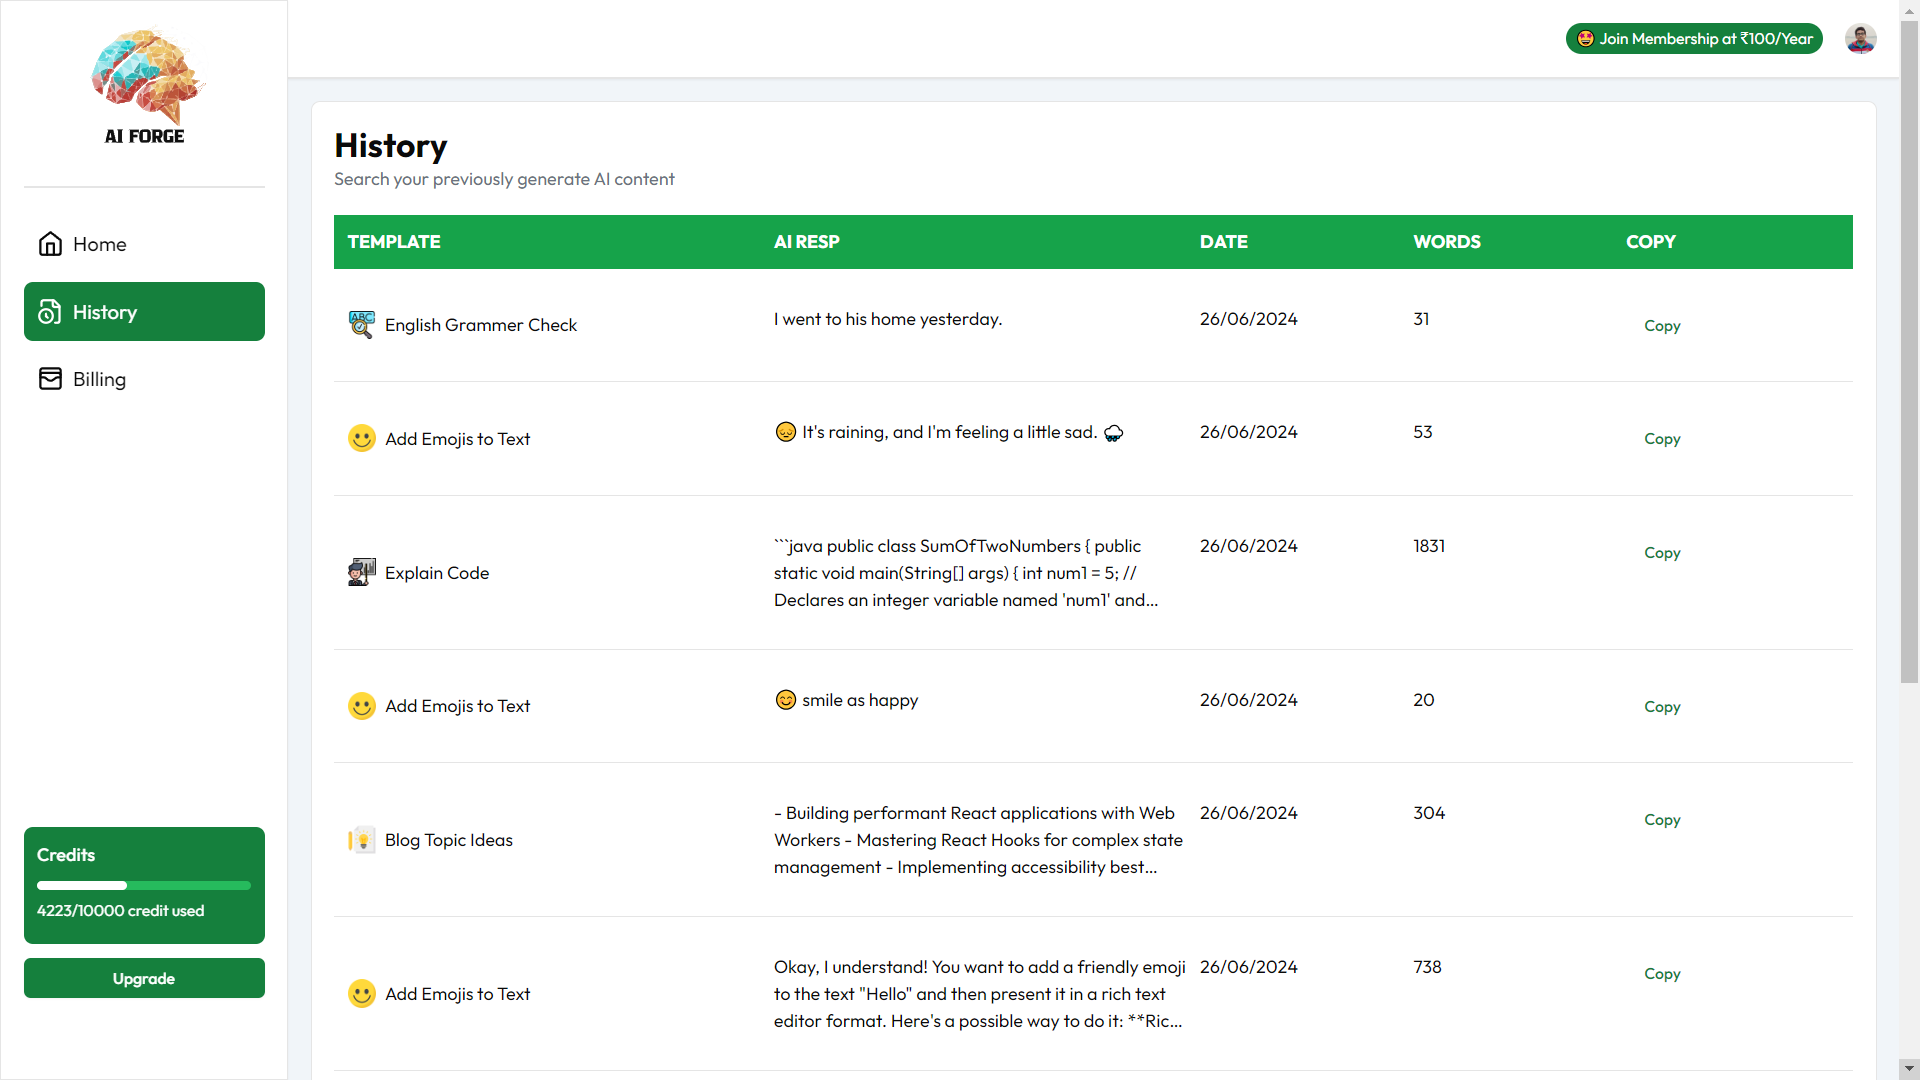 AI FORGE
Home
History
Billing
Credits
4223/10000 credit used
Upgrade
🤩 Join Membership at ₹100/Year
History
Search your previously generate AI content
TEMPLATE AI RESP DATE WORDS COPY
English Grammer Check I went to his home yesterday. 26/06/2024 31 Copy
Add Emojis to Text 😔 It's raining, and I'm feeling a little sad. 🌧️ 26/06/2024 53 Copy
Explain Code
```java public class SumOfTwoNumbers { public
static void main(String[] args) { int num1 = 5; //
Declares an integer variable named 'num1' and...
26/06/2024 1831 Copy
Add Emojis to Text 😊 smile as happy 26/06/2024 20 Copy
Blog Topic Ideas
- Building performant React applications with Web
Workers - Mastering React Hooks for complex state
management - Implementing accessibility best...
26/06/2024 304 Copy
Add Emojis to Text
Okay, I understand! You want to add a friendly emoji
to the text "Hello" and then present it in a rich text
editor format. Here's a possible way to do it: **Ric...
26/06/2024 738 Copy